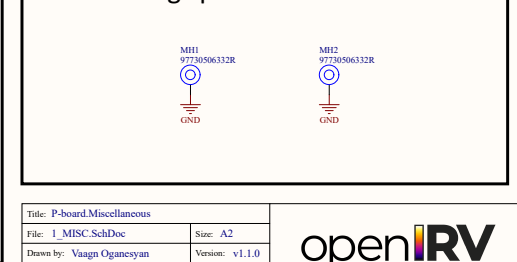 MH1
97730506332R
MH2
97730506332R
GND
GND
Title: P-board.Miscellaneous
File: 1_MISC.SchDoc
Size: A2
Drawn by: Vaagn Oganesyan
Version: v1.1.0
openIRV